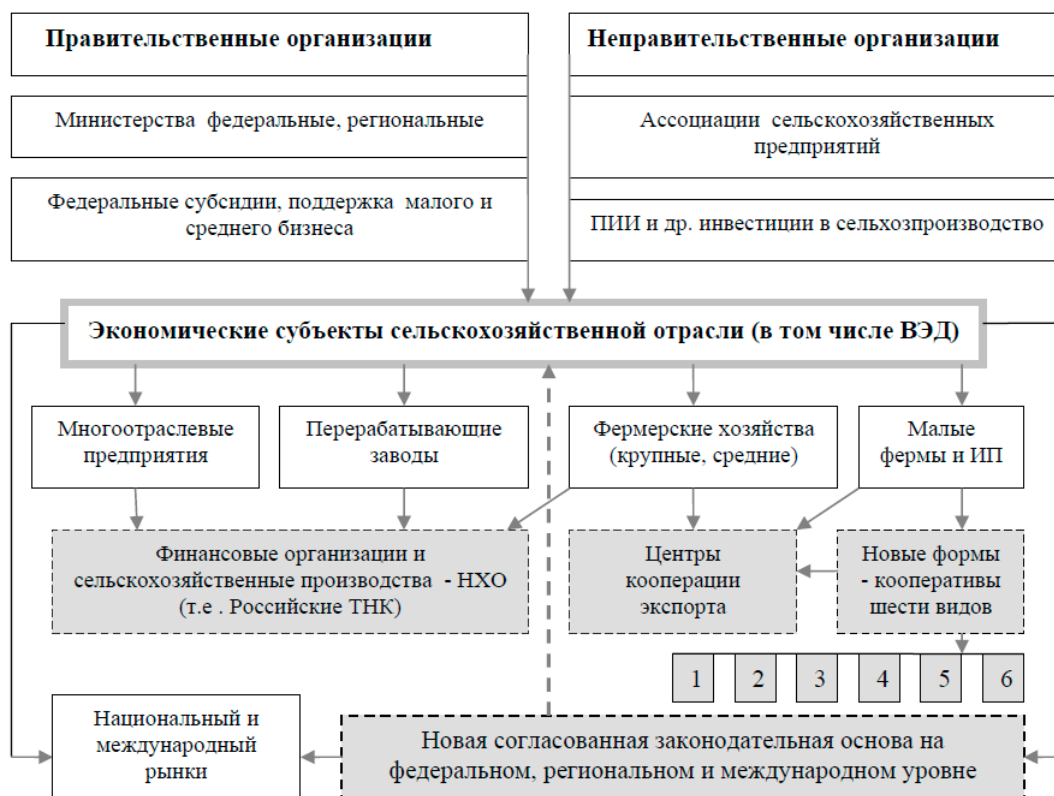 Правительственные организации
Неправительственные организации
Министерства федеральные, региональные
Ассоциации сельскохозяйственных
предприятий
Федеральные субсидии, поддержка малого и
среднего бизнеса
ПИИ и др. инвестиции в сельхозпроизводство
Экономические субъекты сельскохозяйственной отрасли (в том числе ВЭД)
Многоотраслевые
предприятия
Перерабатывающие
заводы
Фермерские хозяйства
(крупные, средние)
Малые
фермы и ИП
Финансовые организации и
сельскохозяйственные производства - НХО
(т.е . Российские ТНК)
Центры
кооперации
экспорта
Новые формы
- кооперативы
шести видов
1 2 3 4 5 6
Национальный и
международный
рынки
Новая согласованная законодательная основа на
федеральном, региональном и международном уровне